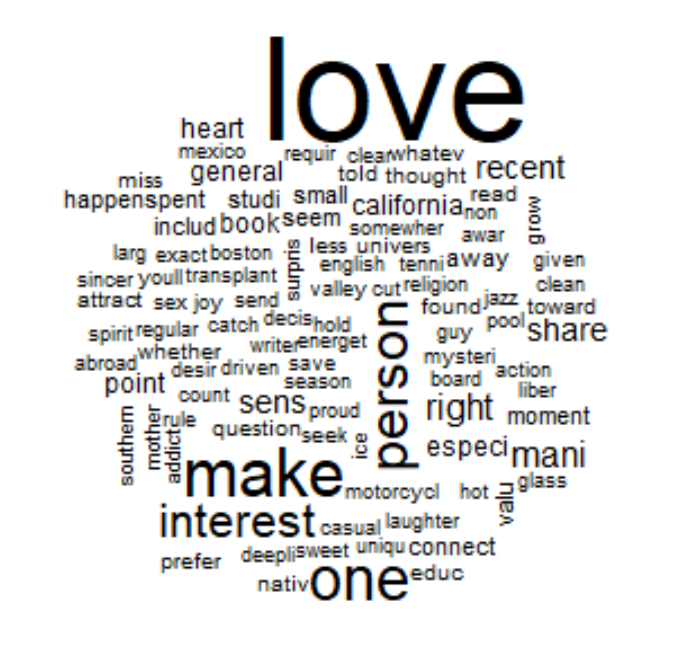 love
heart
mexico requir clear whatev
general told thought recent
miss
happen spent studi small california read
non grow
includ book seem somewher awar
larg exact boston surpris less univers
english tenni away given
sincer youll transplant valley cut religion clean
attract sex joy send found jazz toward
spirit regular catch decis hold guy pool share
whether writer energet person
abroad desir driven save mysteri
point season board action
count liber
sens proud right moment
southern mother rule
addict question seek ice especi mani
make motorcycl hot valu glass
interest casual laughter
prefer deepli sweet uniqu connect
nativ one educ